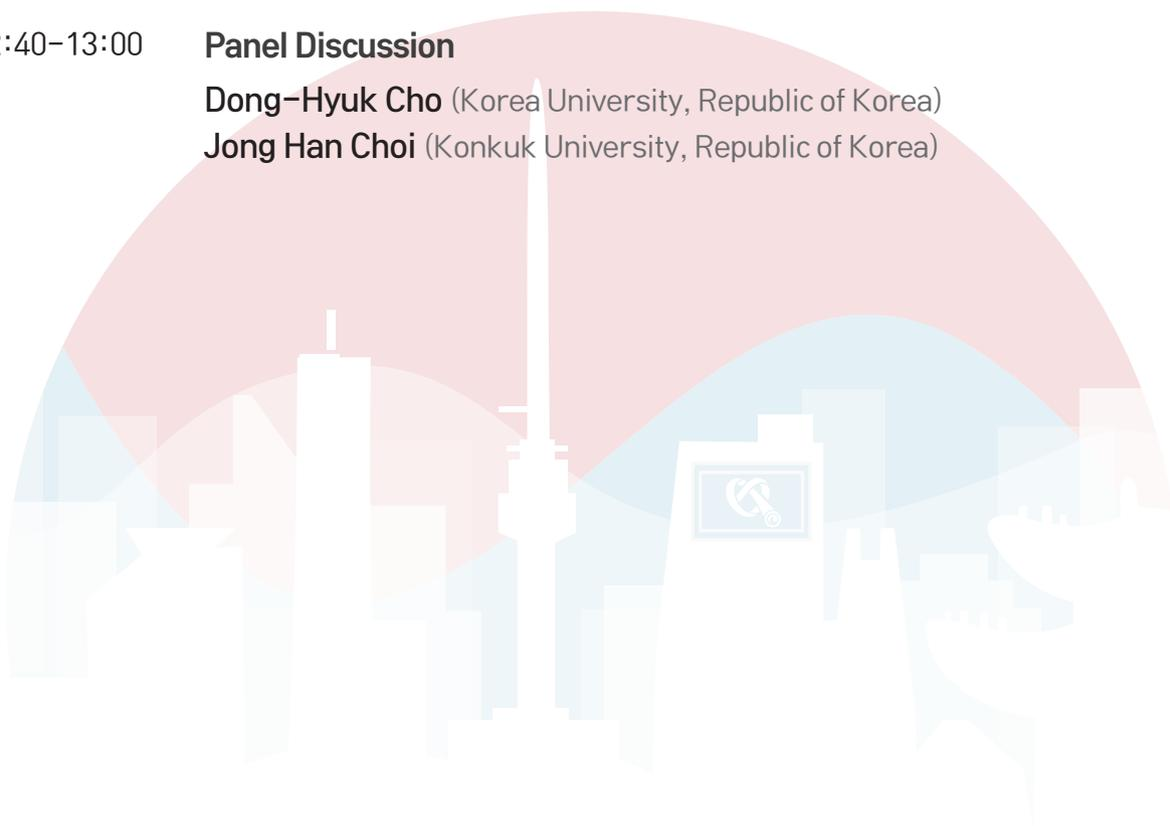 :40-13:00 Panel Discussion
Dong-Hyuk Cho (Korea University, Republic of Korea)
Jong Han Choi (Konkuk University, Republic of Korea)